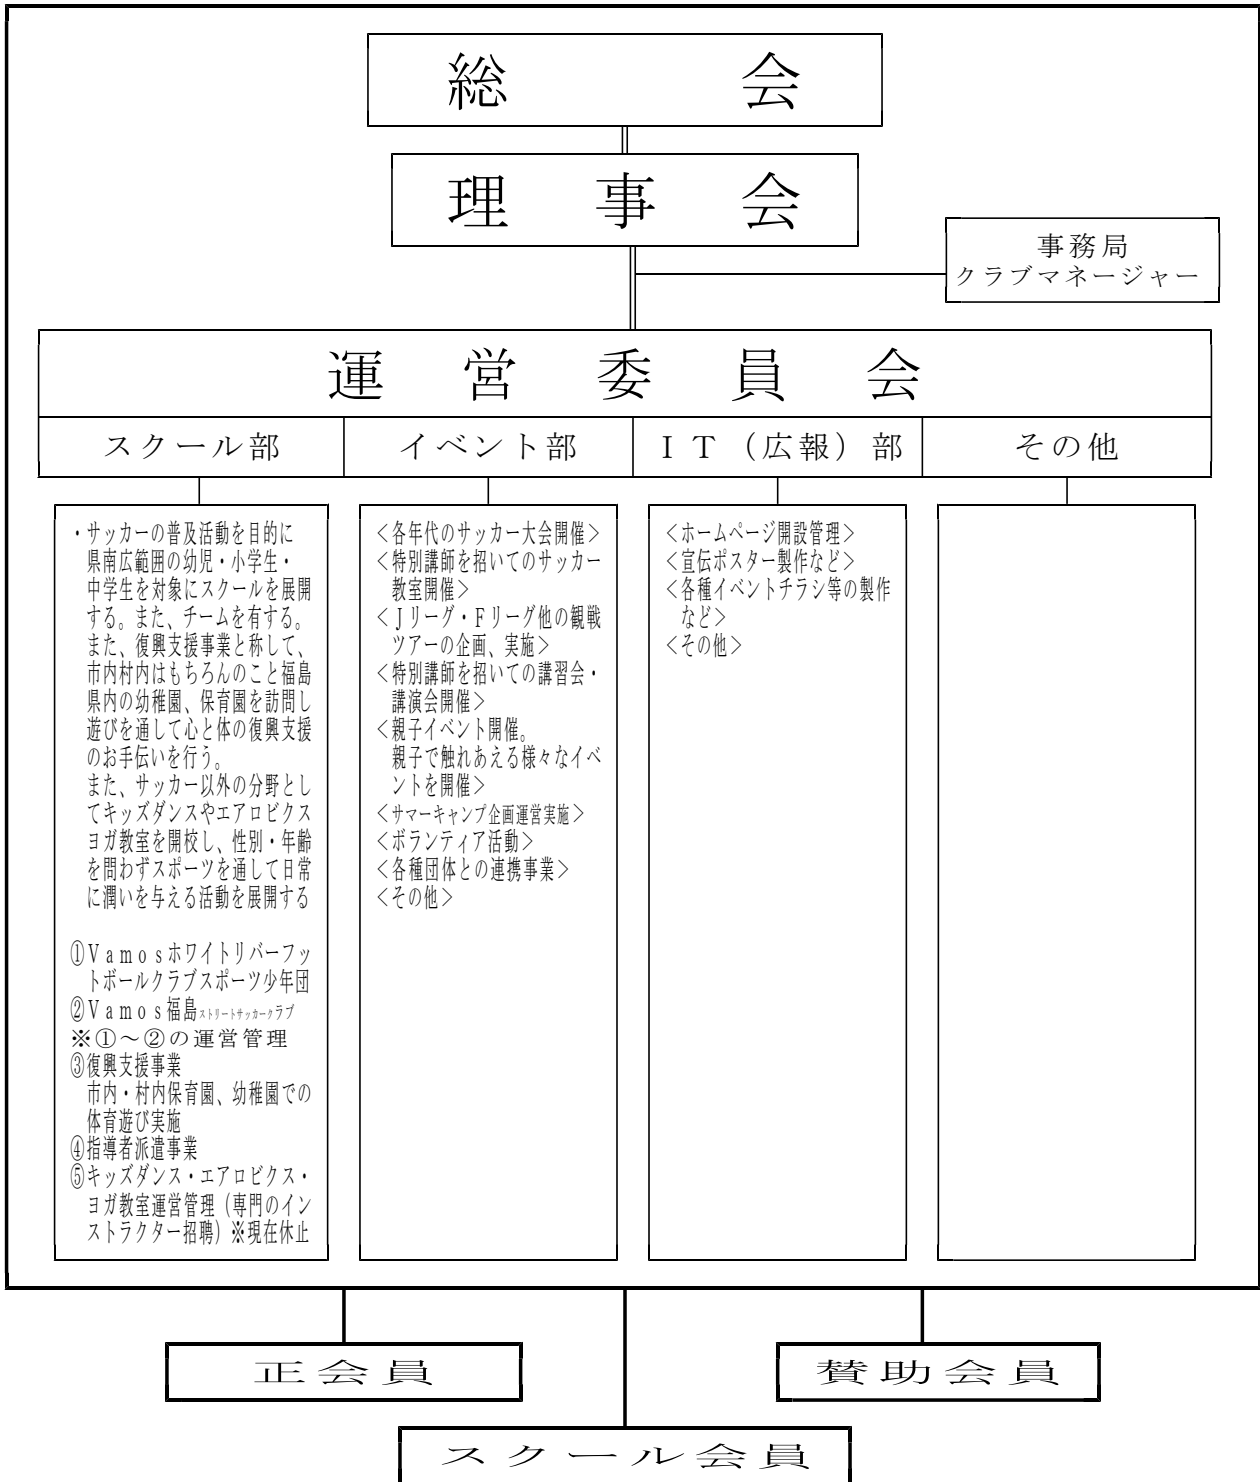 総会
理事会
事務局
クラブマネージャー
運営委員会
スクール部
イベント部
ＩＴ（広報）部
その他
・サッカーの普及活動を目的に
県南広範囲の幼児・小学生・
中学生を対象にスクールを展開
する。また、チームを有する。
また、復興支援事業と称して、
市内村内はもちろんのこと福島
県内の幼稚園、保育園を訪問し
遊びを通して心と体の復興支援
のお手伝いを行う。
また、サッカー以外の分野とし
てキッズダンスやエアロビクス
ヨガ教室を開校し、性別・年齢
を問わずスポーツを通して日常
に潤いを与える活動を展開する
①Ｖａｍｏｓホワイトリバーフッ
トボールクラブスポーツ少年団
②Ｖａｍｏｓ福島ストリートサッカークラブ
※①～②の運営管理
③復興支援事業
市内・村内保育園、幼稚園での
体育遊び実施
④指導者派遣事業
⑤キッズダンス・エアロビクス・
ヨガ教室運営管理（専門のイン
ストラクター招聘）※現在休止
＜各年代のサッカー大会開催＞
＜特別講師を招いてのサッカー
教室開催＞
＜Ｊリーグ・Ｆリーグ他の観戦
ツアーの企画、実施＞
＜特別講師を招いての講習会・
講演会開催＞
＜親子イベント開催。
親子で触れあえる様々なイベ
ントを開催＞
＜サマーキャンプ企画運営実施＞
＜ボランティア活動＞
＜各種団体との連携事業＞
＜その他＞
＜ホームページ開設管理＞
＜宣伝ポスター製作など＞
＜各種イベントチラシ等の製作
など＞
＜その他＞
正会員
賛助会員
スクール会員